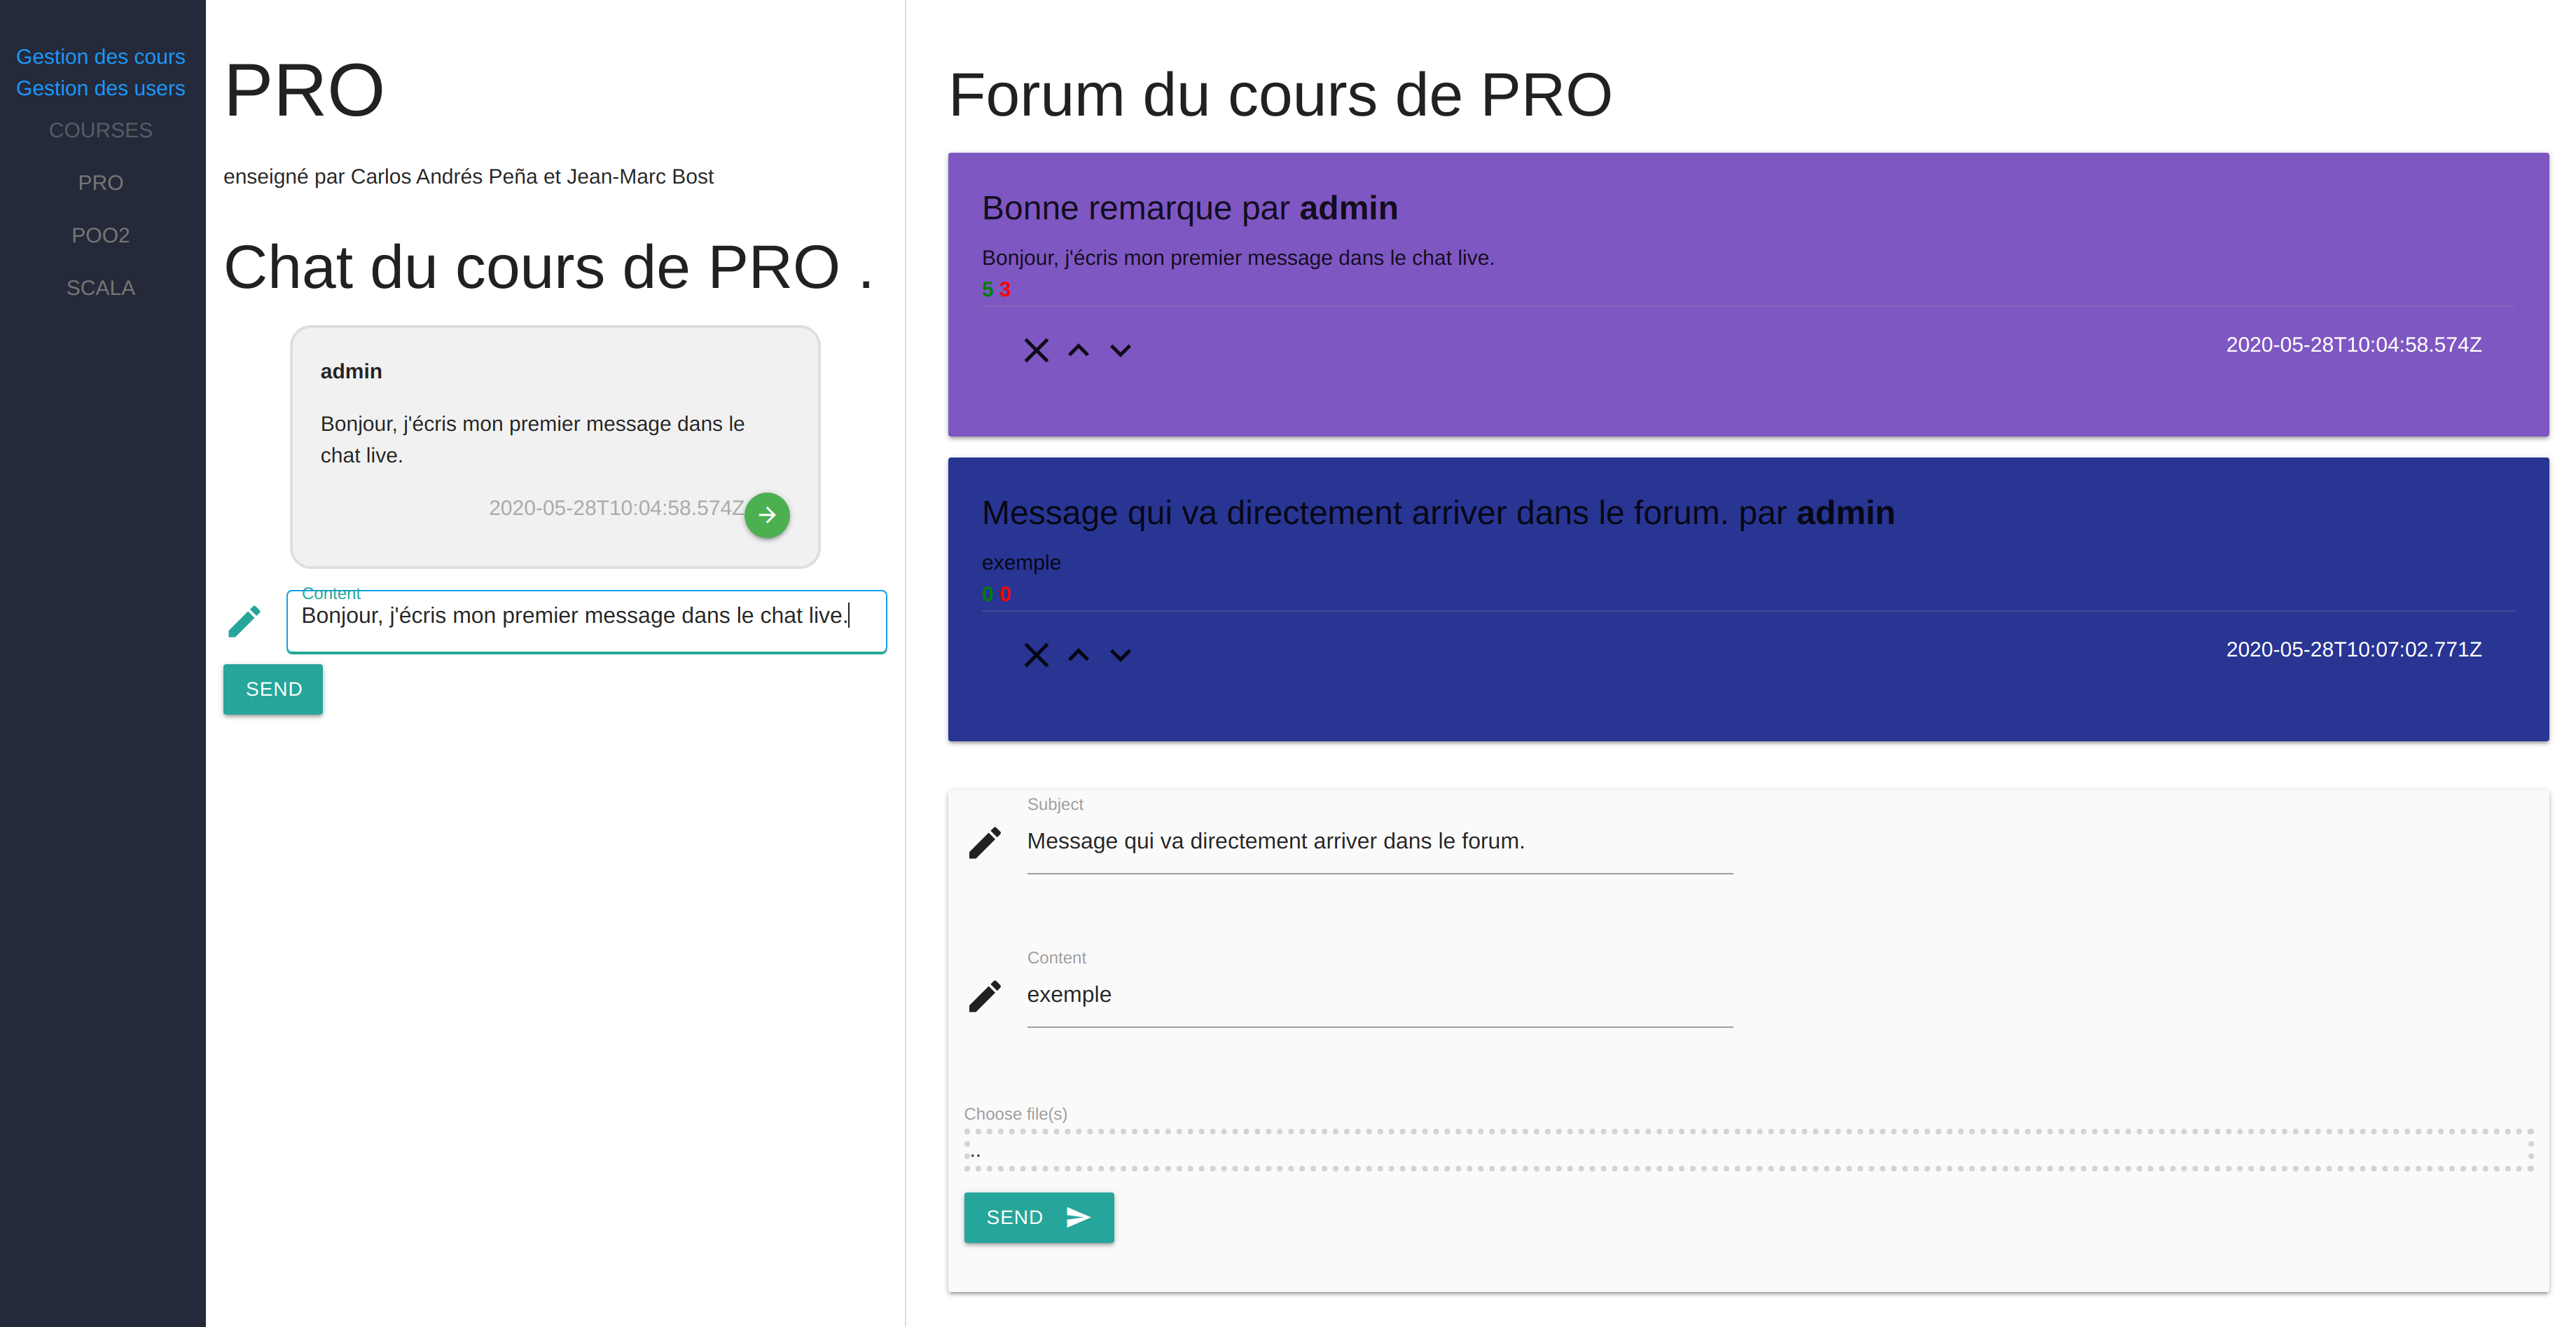 Gestion des cours
Gestion des users
COURSES
PRO
POO2
SCALA
PRO
enseigné par Carlos Andrés Peña et Jean-Marc Bost
Chat du cours de PRO .
admin
Bonjour, j'écris mon premier message dans le
chat live.
2020-05-28T10:04:58.574Z
Content
Bonjour, j'écris mon premier message dans le chat live.
SEND
Forum du cours de PRO
Bonne remarque par admin
Bonjour, j'écris mon premier message dans le chat live.
5 3
2020-05-28T10:04:58.574Z
Message qui va directement arriver dans le forum. par admin
exemple
0 0
2020-05-28T10:07:02.771Z
Subject
Message qui va directement arriver dans le forum.
Content
exemple
Choose file(s)
..
SEND